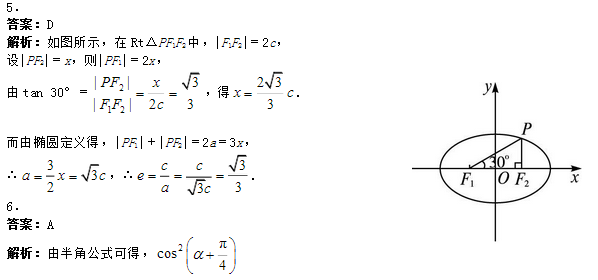 5.
答案：D
解析：如图所示，在 Rt△PF₁F₂中，|F₁F₂|＝2c，
设|PF₂|＝x，则|PF₁|＝2x，
由 tan 30°＝|PF₂|/|F₁F₂|＝x/2c＝√3/3，得 x＝2√3/3 c．
而由椭圆定义得，|PF₁|＋|PF₂|＝2a＝3x，
∴a＝3/2 x＝√3c，∴e＝c/a＝c/√3c＝√3/3．
6.
答案：A
解析：由半角公式可得，cos²(α＋π/4)
y
P
30°
F₁ O F₂ x